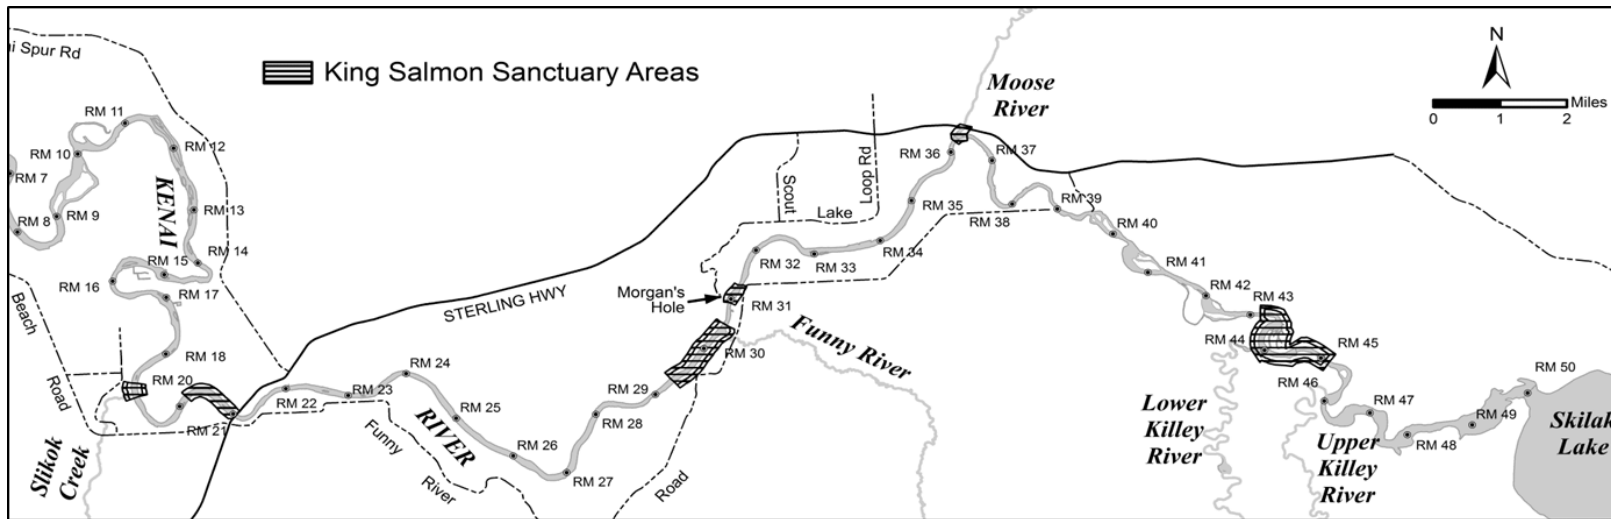 ni Spur Rd
King Salmon Sanctuary Areas
N
Miles
0 1 2
Moose
River
RM 11
RM 10
RM 12
RM 7
RM 8
RM 9
KENAI
RM 13
RM 14
RM 15
RM 16
RM 17
Beach
Road
RM 18
RM 20
RM 21
Slikok
Creek
STERLING HWY
RM 22
RM 23
RM 24
RM 25
RIVER
RM 26
RM 27
Funny
River
Road
RM 28
RM 29
RM 30
Morgan's
Hole
RM 31
Funny River
Scout
Lake
Loop Rd
RM 32
RM 33
RM 34
RM 35
RM 36
RM 37
RM 38
RM 39
RM 40
RM 41
RM 42
RM 43
RM 44
RM 45
RM 46
RM 47
RM 48
RM 49
RM 50
Lower
Killey
River
Upper
Killey
River
Skilak
Lake